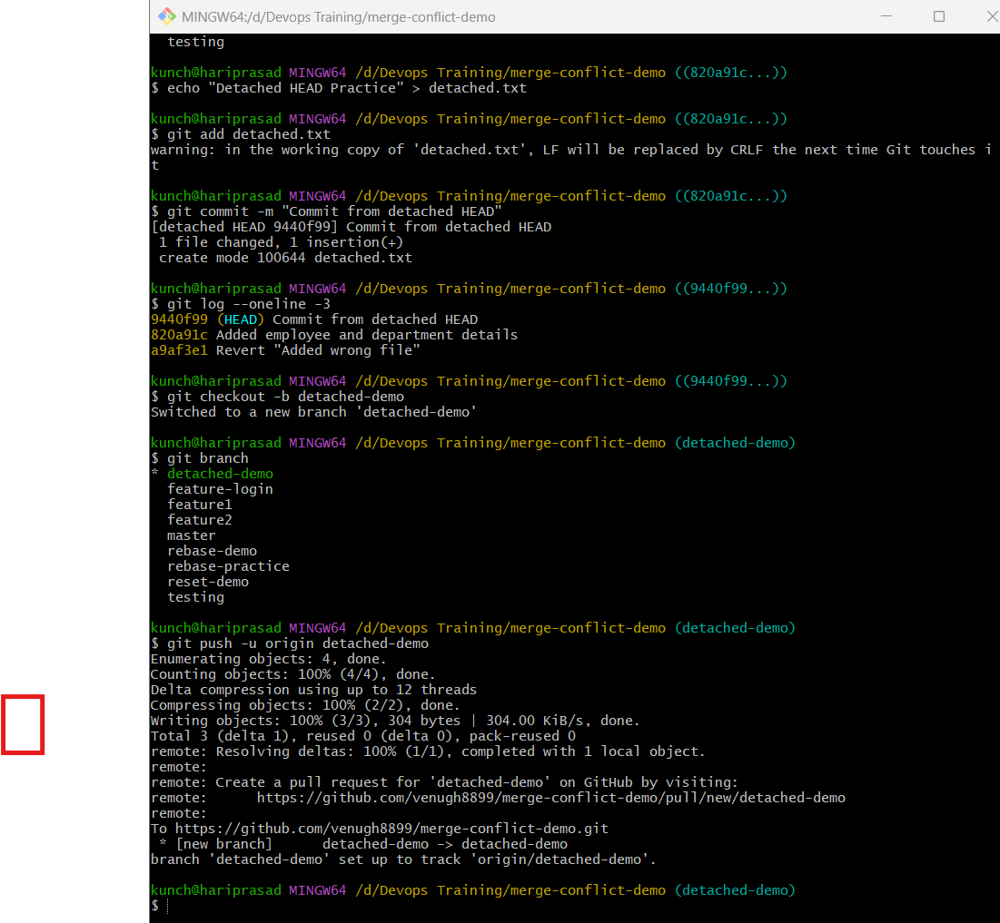 MINGW64:/d/Devops Training/merge-conflict-demo
  testing

kunch@hariprasad MINGW64 /d/Devops Training/merge-conflict-demo ((820a91c...))
$ echo "Detached HEAD Practice" > detached.txt

kunch@hariprasad MINGW64 /d/Devops Training/merge-conflict-demo ((820a91c...))
$ git add detached.txt
warning: in the working copy of 'detached.txt', LF will be replaced by CRLF the next time Git touches i
t

kunch@hariprasad MINGW64 /d/Devops Training/merge-conflict-demo ((820a91c...))
$ git commit -m "Commit from detached HEAD"
[detached HEAD 9440f99] Commit from detached HEAD
 1 file changed, 1 insertion(+)
 create mode 100644 detached.txt

kunch@hariprasad MINGW64 /d/Devops Training/merge-conflict-demo ((9440f99...))
$ git log --oneline -3
9440f99 (HEAD) Commit from detached HEAD
820a91c Added employee and department details
a9af3e1 Revert "Added wrong file"

kunch@hariprasad MINGW64 /d/Devops Training/merge-conflict-demo ((9440f99...))
$ git checkout -b detached-demo
Switched to a new branch 'detached-demo'

kunch@hariprasad MINGW64 /d/Devops Training/merge-conflict-demo (detached-demo)
$ git branch
* detached-demo
  feature-login
  feature1
  feature2
  master
  rebase-demo
  rebase-practice
  reset-demo
  testing

kunch@hariprasad MINGW64 /d/Devops Training/merge-conflict-demo (detached-demo)
$ git push -u origin detached-demo
Enumerating objects: 4, done.
Counting objects: 100% (4/4), done.
Delta compression using up to 12 threads
Compressing objects: 100% (2/2), done.
Writing objects: 100% (3/3), 304 bytes | 304.00 KiB/s, done.
Total 3 (delta 1), reused 0 (delta 0), pack-reused 0
remote: Resolving deltas: 100% (1/1), completed with 1 local object.
remote:
remote: Create a pull request for 'detached-demo' on GitHub by visiting:
remote:      https://github.com/venugh8899/merge-conflict-demo/pull/new/detached-demo
remote:
To https://github.com/venugh8899/merge-conflict-demo.git
 * [new branch]      detached-demo -> detached-demo
branch 'detached-demo' set up to track 'origin/detached-demo'.

kunch@hariprasad MINGW64 /d/Devops Training/merge-conflict-demo (detached-demo)
$